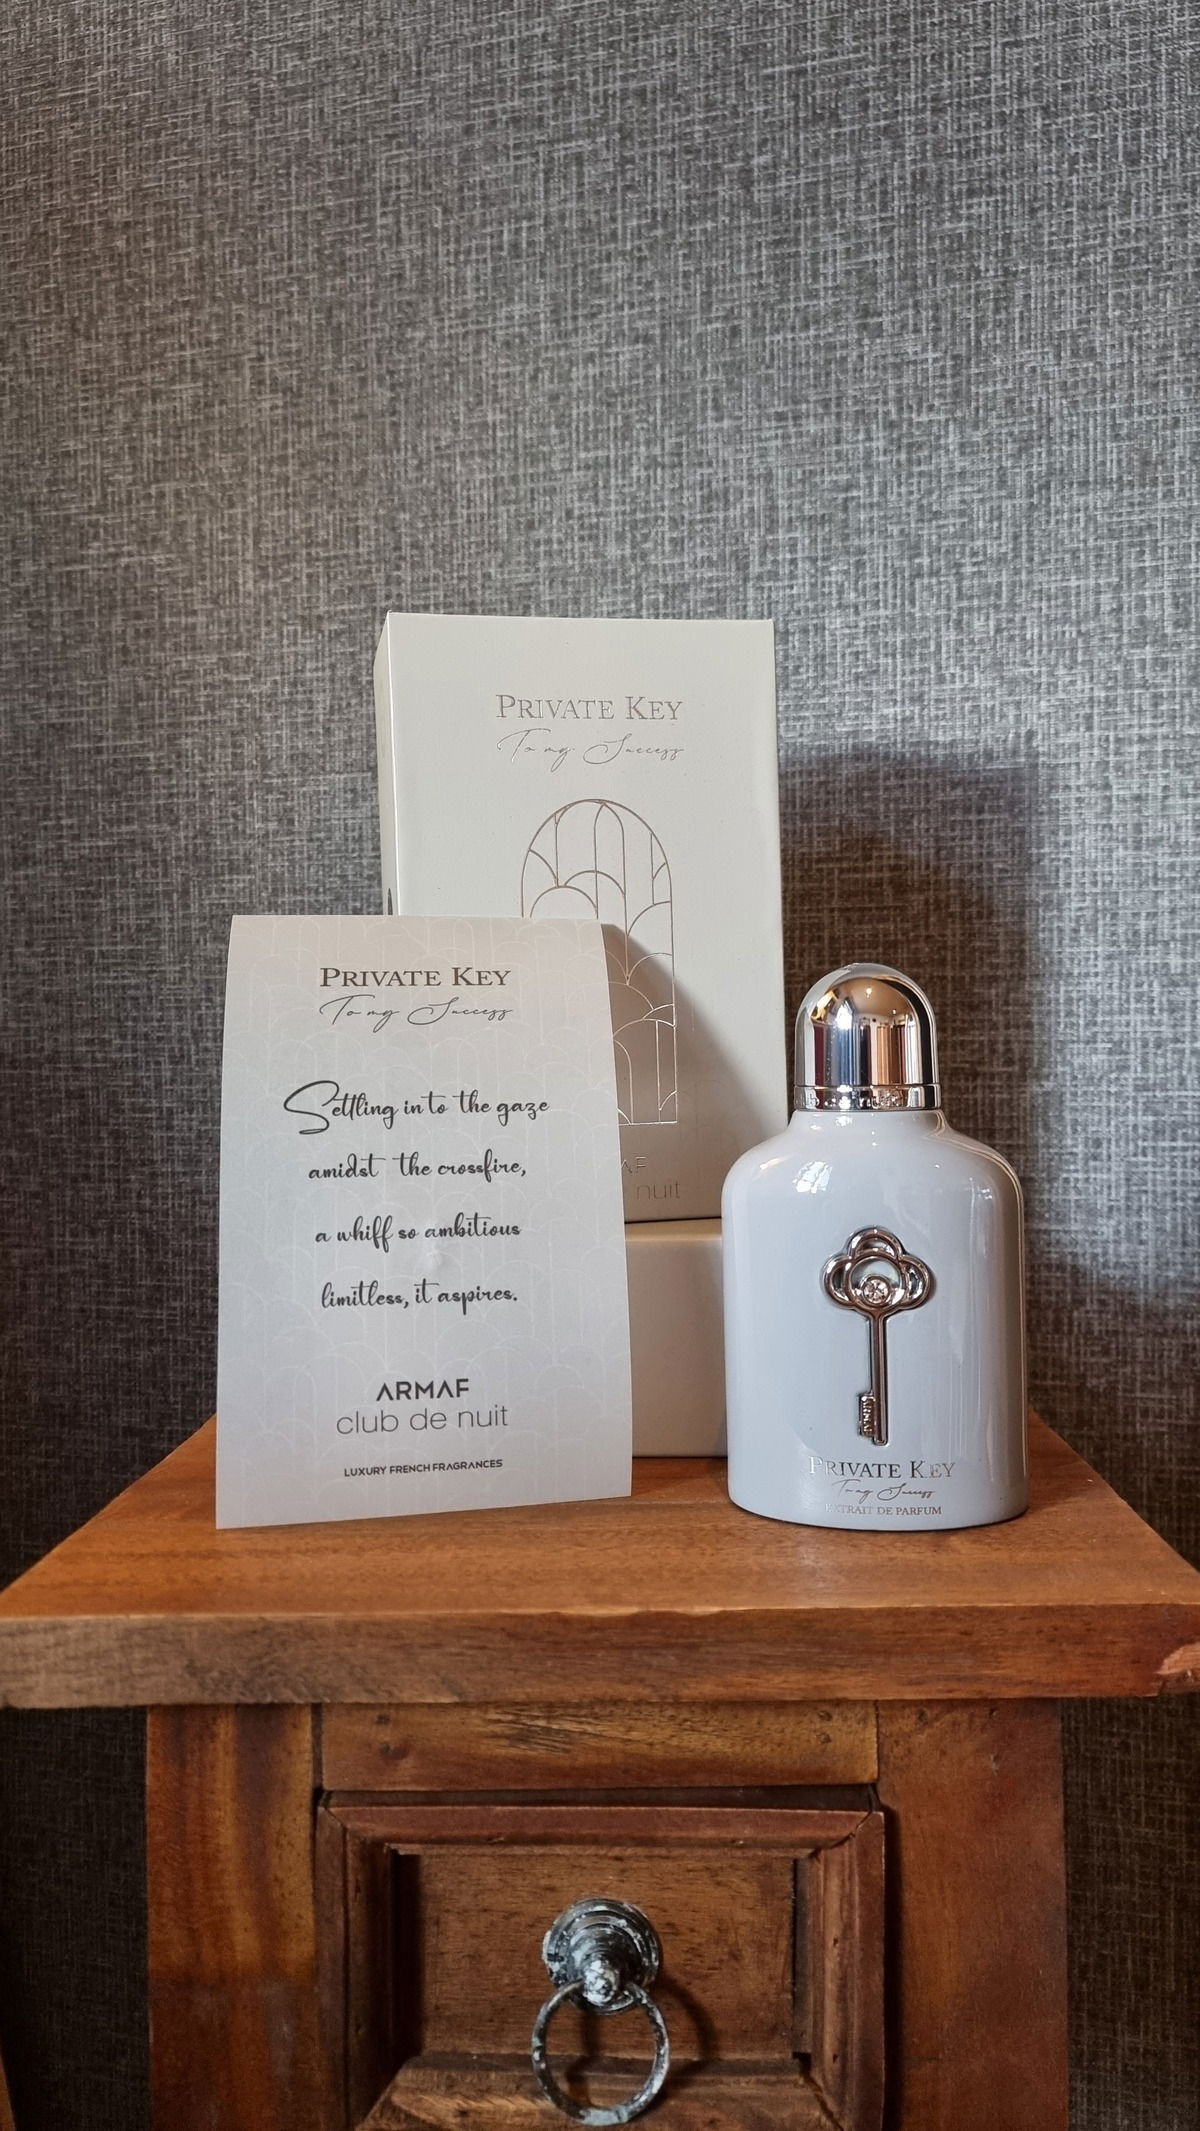 PRIVATE KEY
To my Success
PRIVATE KEY
To my Success
Settling in to the gaze
amidst the crossfire,
a whiff so ambitious
limitless, it aspires.
ARMAF
club de nuit
LUXURY FRENCH FRAGRANCES
AF
nuit
PRIVATE KEY
To my Success
EXTRAIT DE PARFUM